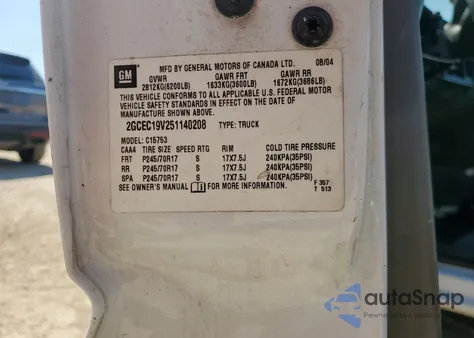 GM
MFD BY GENERAL MOTORS OF CANADA LTD. 08/04
GVWR GAWR FRT GAWR RR
2812KG(6200LB) 1633KG(3600LB) 1672KG(3686LB)
THIS VEHICLE CONFORMS TO ALL APPLICABLE U.S. FEDERAL MOTOR
VEHICLE SAFETY STANDARDS IN EFFECT ON THE DATE OF
MANUFACTURE SHOWN ABOVE.
2GCEC19V251140208 TYPE: TRUCK
MODEL: C15753
CAA4 TIRE SIZE SPEED RTG RIM COLD TIRE PRESSURE
FRT P245/70R17 S 17X7.5J 240KPA(35PSI)
RR P245/70R17 S 17X7.5J 240KPA(35PSI)
SPA P245/70R17 S 17X7.5J 240KPA(35PSI)
SEE OWNER'S MANUAL FOR MORE INFORMATION. F 357
T 513
autoSnap